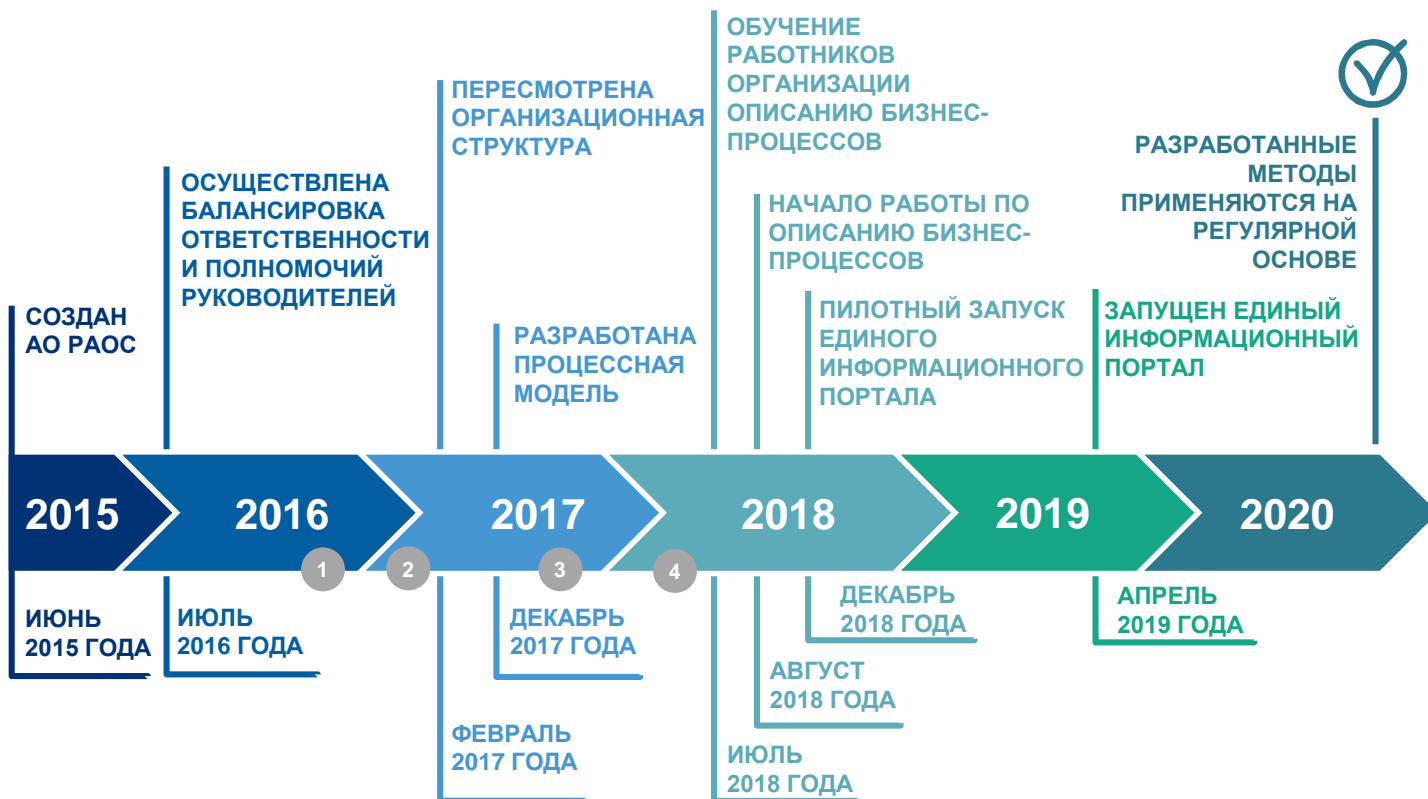 ОБУЧЕНИЕ
РАБОТНИКОВ
ОРГАНИЗАЦИИ
ОПИСАНИЮ БИЗНЕС-
ПРОЦЕССОВ
ПЕРЕСМОТРЕНА
ОРГАНИЗАЦИОННАЯ
СТРУКТУРА
РАЗРАБОТАННЫЕ
МЕТОДЫ
ПРИМЕНЯЮТСЯ НА
РЕГУЛЯРНОЙ
ОСНОВЕ
ОСУЩЕСТВЛЕНА
БАЛАНСИРОВКА
ОТВЕТСТВЕННОСТИ
И ПОЛНОМОЧИЙ
РУКОВОДИТЕЛЕЙ
НАЧАЛО РАБОТЫ ПО
ОПИСАНИЮ БИЗНЕС-
ПРОЦЕССОВ
СОЗДАН
АО РАОС
РАЗРАБОТАНА
ПРОЦЕССНАЯ
МОДЕЛЬ
ПИЛОТНЫЙ ЗАПУСК
ЕДИНОГО
ИНФОРМАЦИОННОГО
ПОРТАЛА
ЗАПУЩЕН ЕДИНЫЙ
ИНФОРМАЦИОННЫЙ
ПОРТАЛ
2015
2016
2017
2018
2019
2020
1
2
3
4
ИЮНЬ
2015 ГОДА
ИЮЛЬ
2016 ГОДА
ФЕВРАЛЬ
2017 ГОДА
ДЕКАБРЬ
2017 ГОДА
ИЮЛЬ
2018 ГОДА
АВГУСТ
2018 ГОДА
ДЕКАБРЬ
2018 ГОДА
АПРЕЛЬ
2019 ГОДА